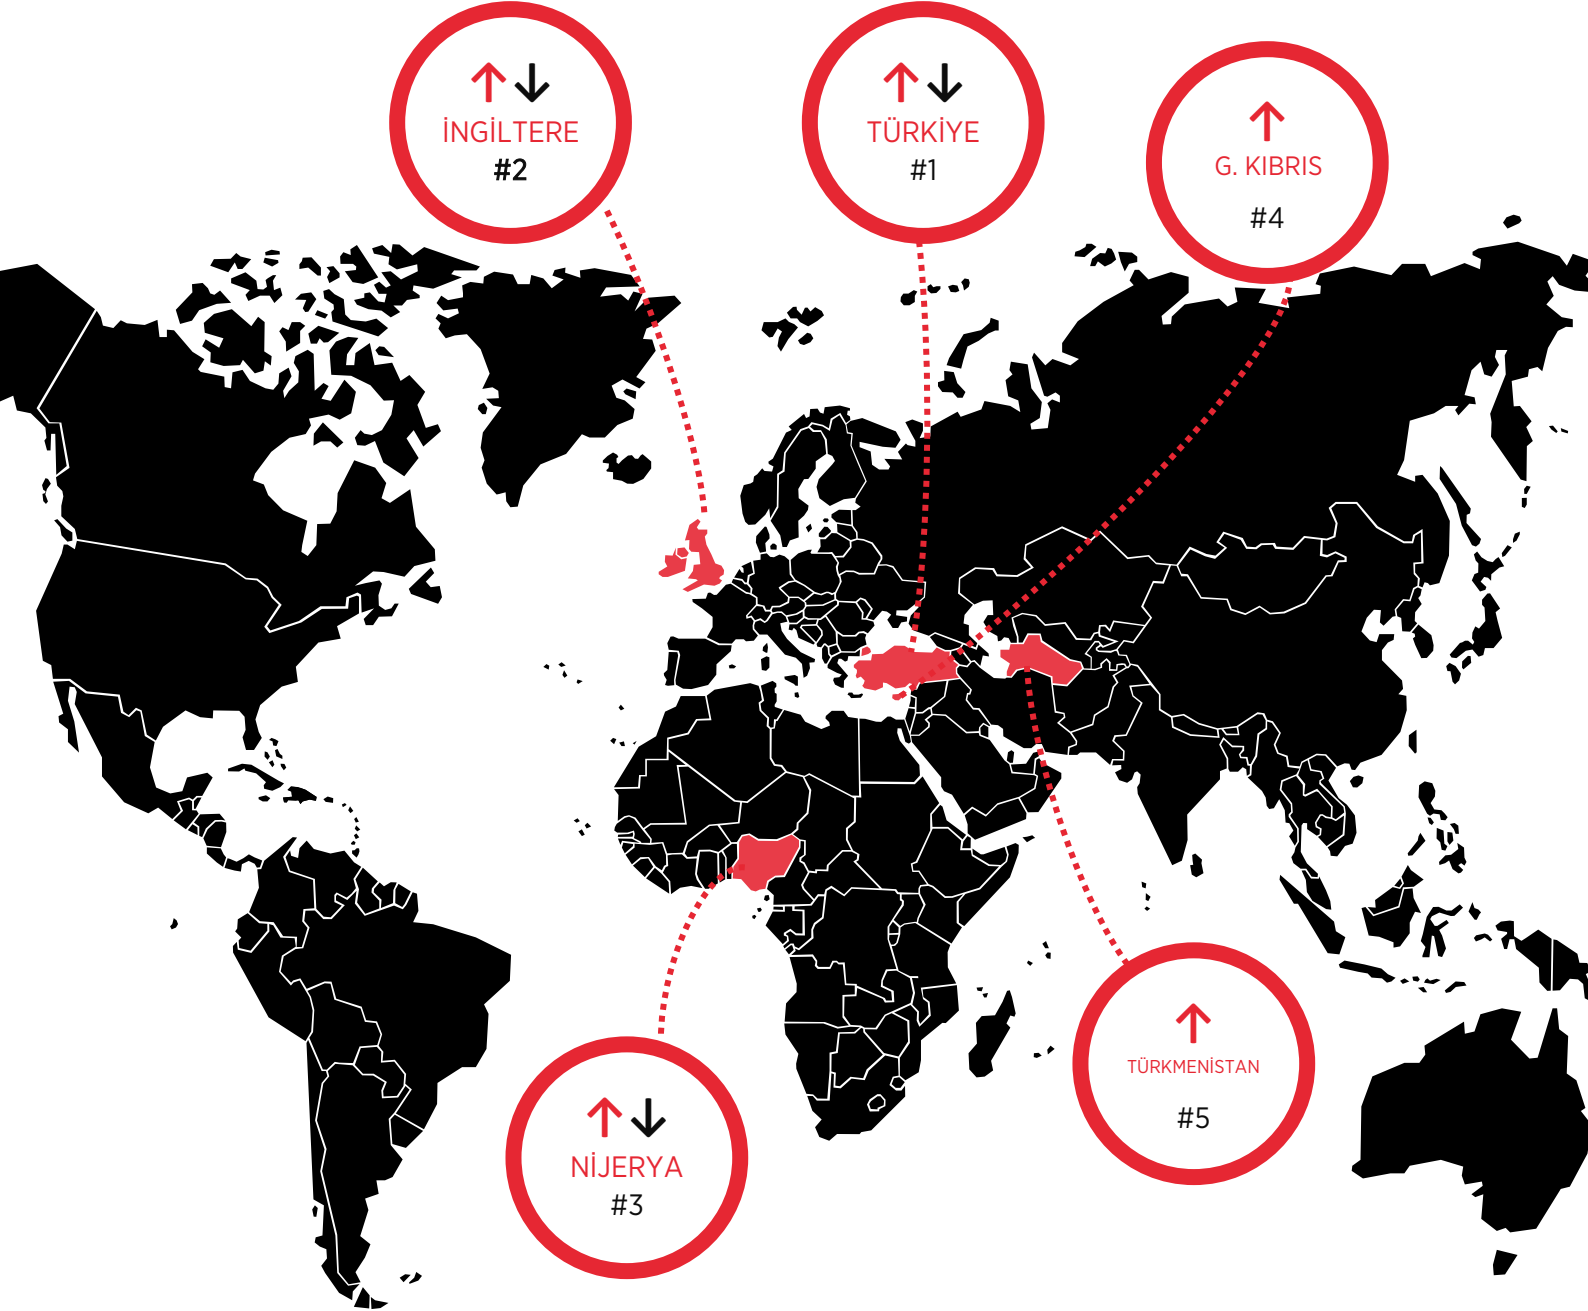 İNGİLTERE
#2
TÜRKİYE
#1
G. KIBRIS
#4
NİJERYA
#3
TÜRKMENİSTAN
#5